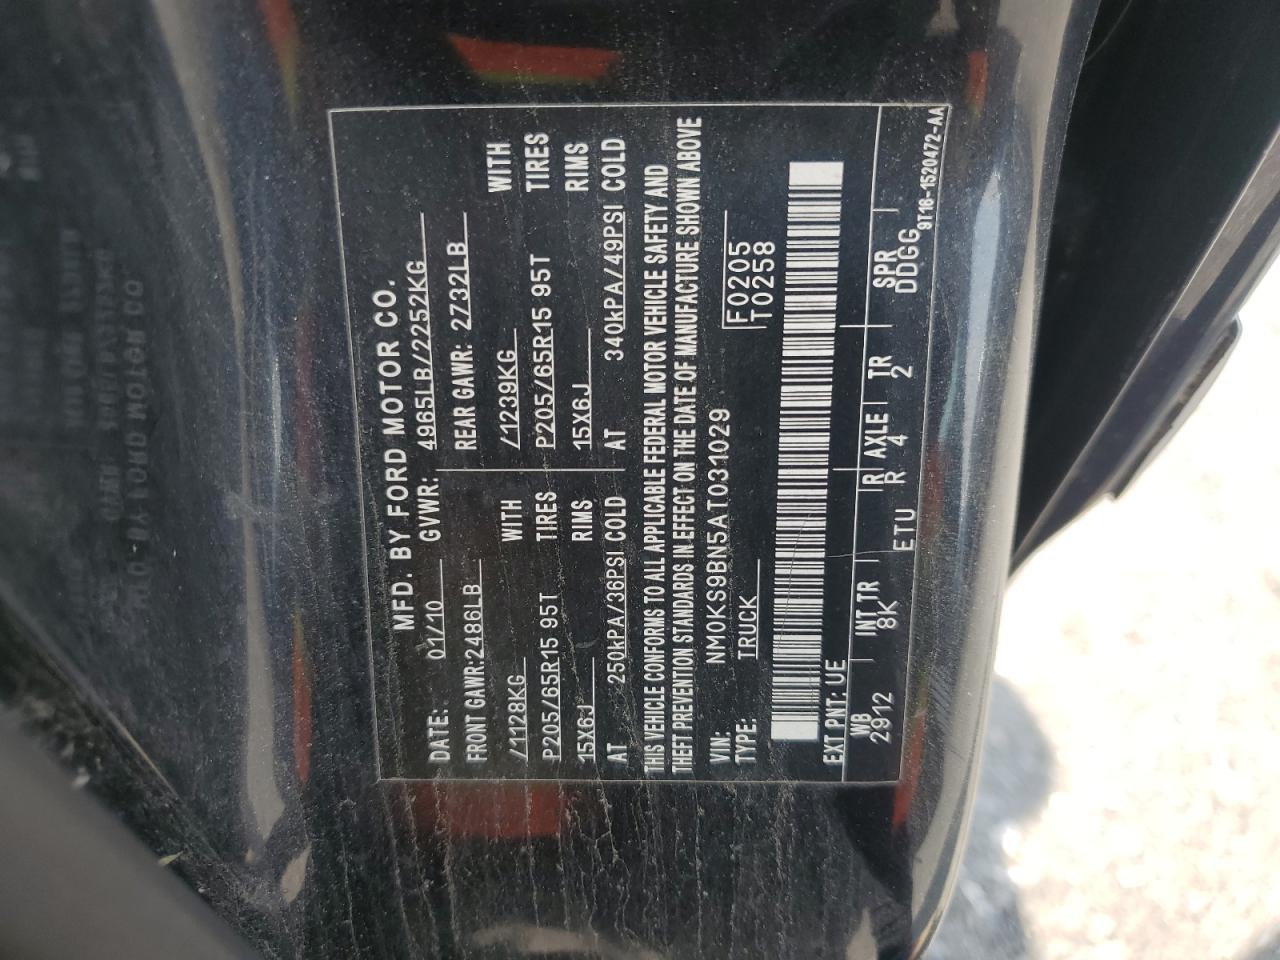 MFD. BY FORD MOTOR CO.
DATE: 01/10 GVWR: 4965LB/2252KG
FRONT GAWR:2486LB REAR GAWR: 2732LB
/1128KG WITH /1239KG WITH
P205/65R15 95T TIRES P205/65R15 95T TIRES
15X6J RIMS 15X6J RIMS
AT 250kPA/36PSI COLD AT 340kPA/49PSI COLD
THIS VEHICLE CONFORMS TO ALL APPLICABLE FEDERAL MOTOR VEHICLE SAFETY AND
THEFT PREVENTION STANDARDS IN EFFECT ON THE DATE OF MANUFACTURE SHOWN ABOVE
VIN: NM0KS9BN5AT031029 F0205
TYPE: TRUCK T0258
EXT PNT: UE
WB INT TR R AXLE TR SPR
2912 8K ETU R 4 2 DDGG
9T16-1520472-AA